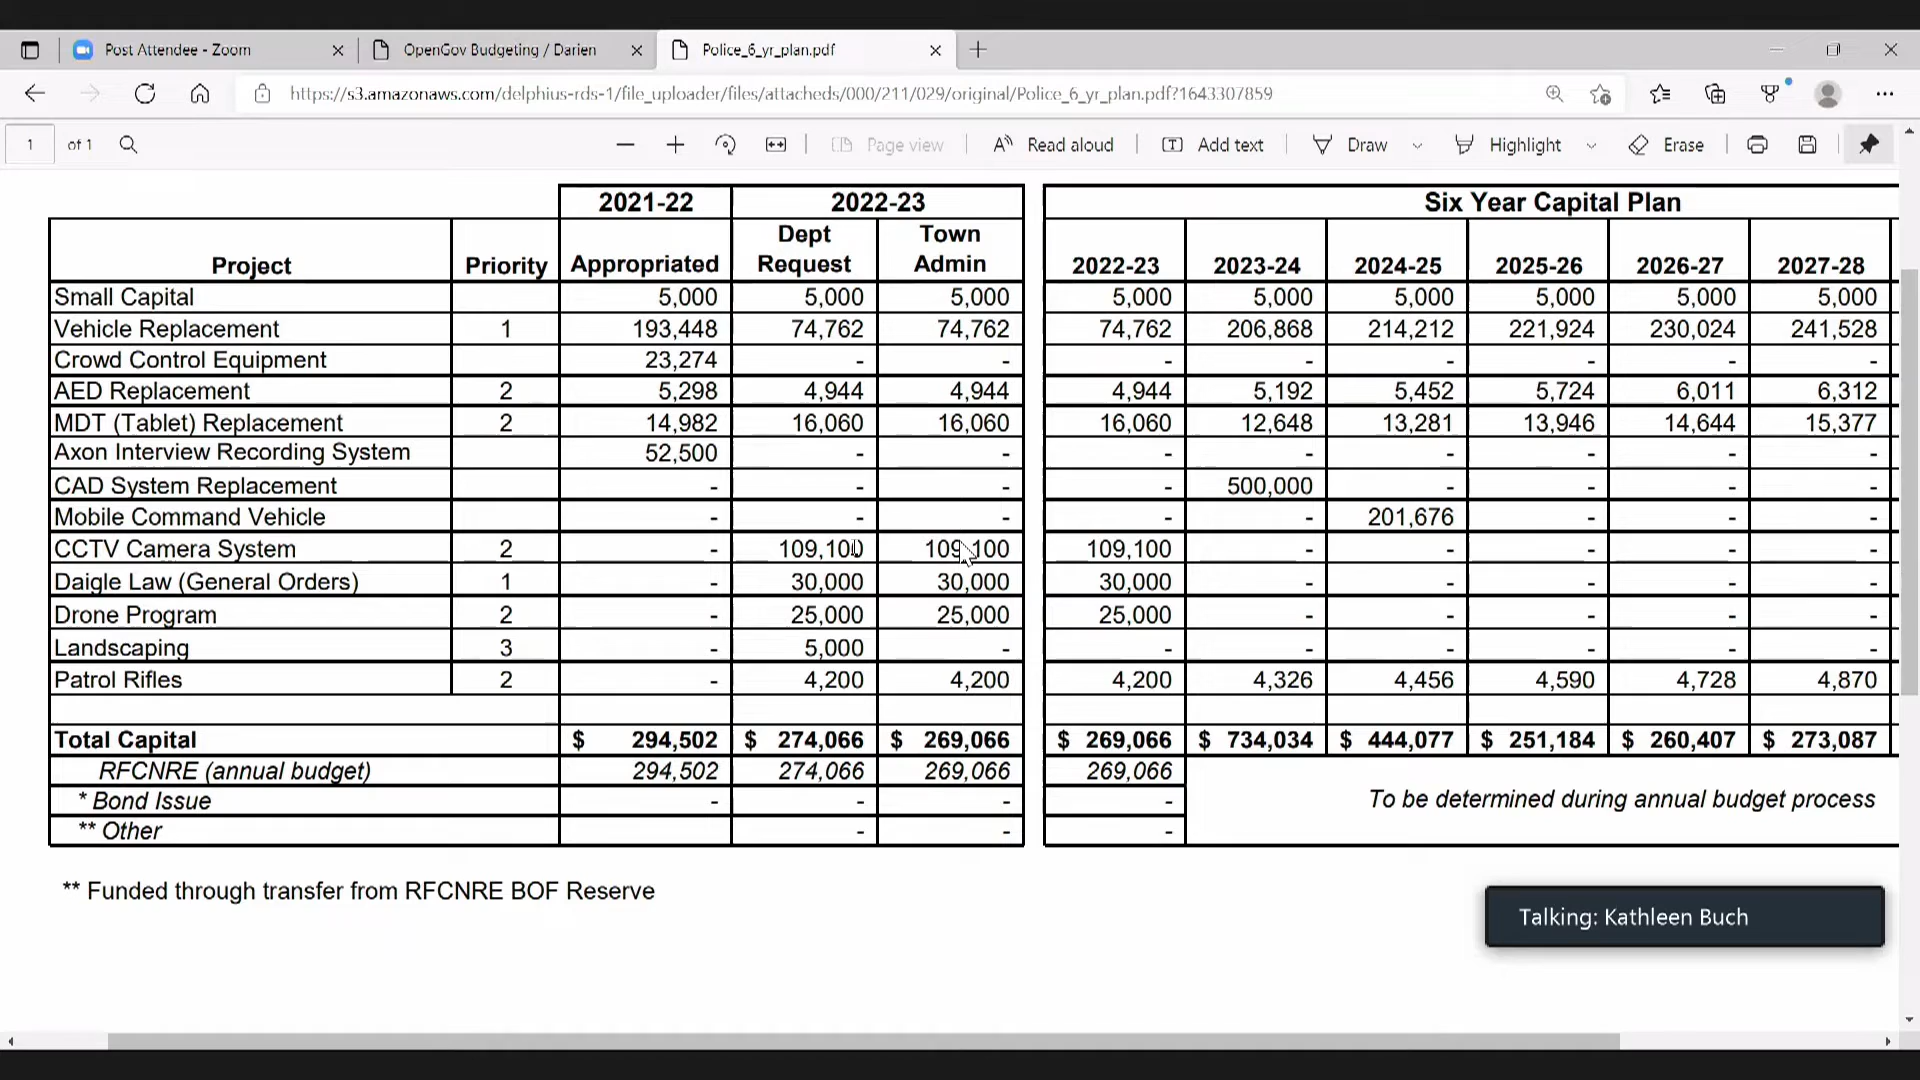 Post Attendee - Zoom
OpenGov Budgeting / Darien
Police_6_yr_plan.pdf
https://s3.amazonaws.com/delphius-rds-1/file_uploader/files/attacheds/000/211/029/original/Police_6_yr_plan.pdf?1643307859
1 of 1 Page view Read aloud Add text Draw Highlight Erase
2021-22 2022-23 Six Year Capital Plan
Project Priority Appropriated Dept Request Town Admin 2022-23 2023-24 2024-25 2025-26 2026-27 2027-28
Small Capital 5,000 5,000 5,000 5,000 5,000 5,000 5,000 5,000 5,000
Vehicle Replacement 1 193,448 74,762 74,762 74,762 206,868 214,212 221,924 230,024 241,528
Crowd Control Equipment 23,274 - - - - - - - -
AED Replacement 2 5,298 4,944 4,944 4,944 5,192 5,452 5,724 6,011 6,312
MDT (Tablet) Replacement 2 14,982 16,060 16,060 16,060 12,648 13,281 13,946 14,644 15,377
Axon Interview Recording System 52,500 - - - - - - - -
CAD System Replacement - - - - 500,000 - - - -
Mobile Command Vehicle - - - - - 201,676 - - -
CCTV Camera System 2 - 109,100 109,100 109,100 - - - - -
Daigle Law (General Orders) 1 - 30,000 30,000 30,000 - - - - -
Drone Program 2 - 25,000 25,000 25,000 - - - - -
Landscaping 3 - 5,000 - - - - - - -
Patrol Rifles 2 - 4,200 4,200 4,200 4,326 4,456 4,590 4,728 4,870
Total Capital $ 294,502 $ 274,066 $ 269,066 $ 269,066 $ 734,034 $ 444,077 $ 251,184 $ 260,407 $ 273,087
RFCNRE (annual budget) 294,502 274,066 269,066 269,066
* Bond Issue - - - - To be determined during annual budget process
** Other - - -
** Funded through transfer from RFCNRE BOF Reserve
Talking: Kathleen Buch